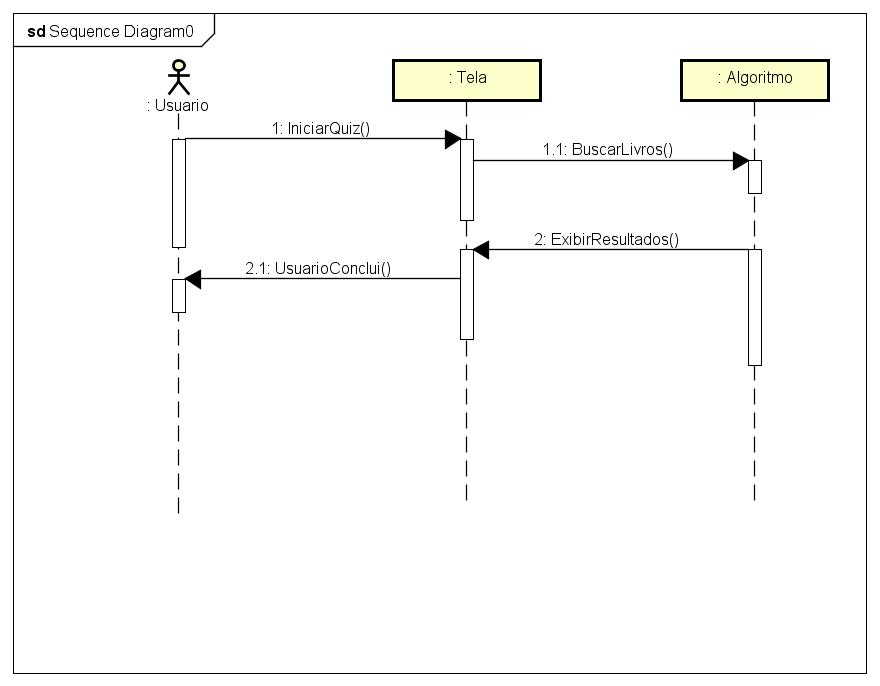 sd Sequence Diagram0
: Usuario
: Tela
: Algoritmo
1: IniciarQuiz()
1.1: BuscarLivros()
2: ExibirResultados()
2.1: UsuarioConclui()